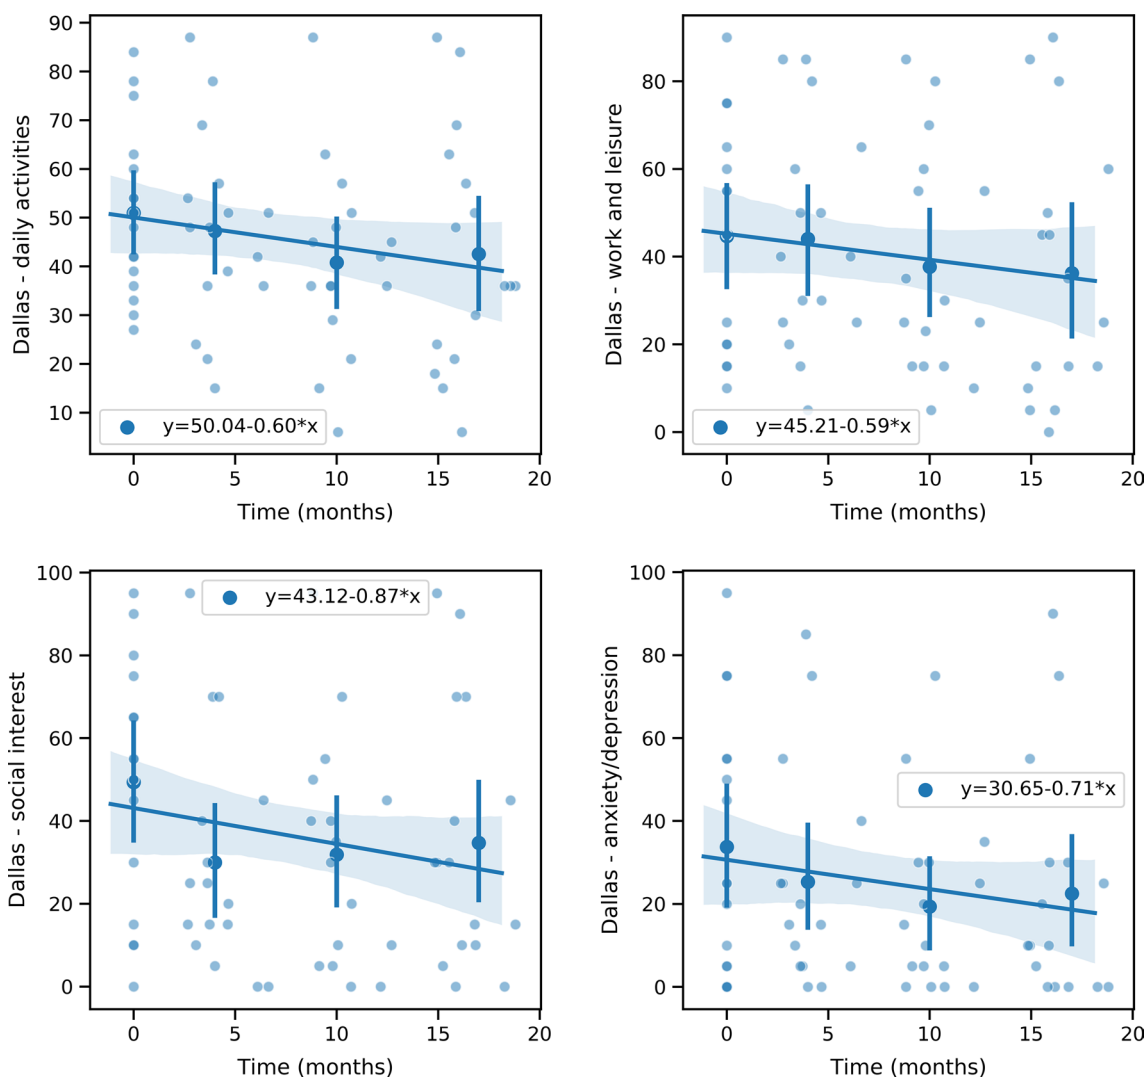 90
80
70
60
50
40
30
20
10
Dallas - daily activities
y=50.04-0.60*x
0 5 10 15 20
Time (months)
80
60
40
20
0
Dallas - work and leisure
y=45.21-0.59*x
0 5 10 15 20
Time (months)
100
80
60
40
20
0
Dallas - social interest
y=43.12-0.87*x
0 5 10 15 20
Time (months)
100
80
60
40
20
0
Dallas - anxiety/depression
y=30.65-0.71*x
0 5 10 15 20
Time (months)